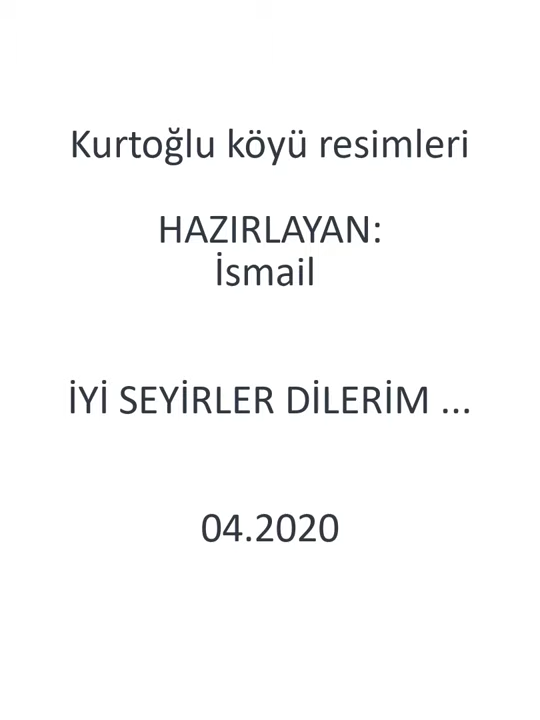 Kurtoğlu köyü resimleri
HAZIRLAYAN:
İsmail
İYİ SEYİRLER DİLERİM ...
04.2020